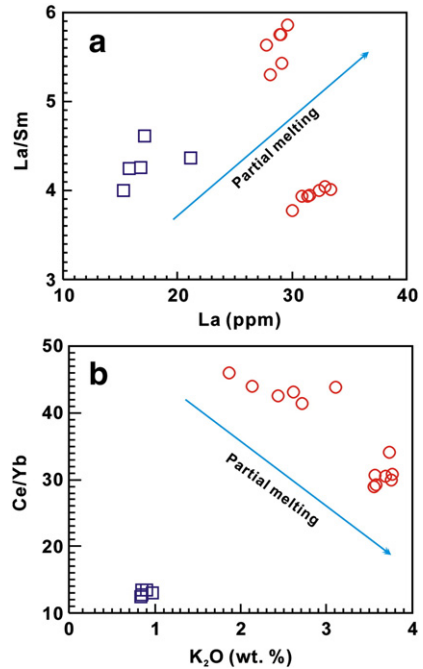 6
a
5
La/Sm
Partial melting
4
3
10
20
30
40
La (ppm)
50
b
40
Ce/Yb
30
Partial melting
20
10
0
1
2
3
4
K₂O (wt. %)